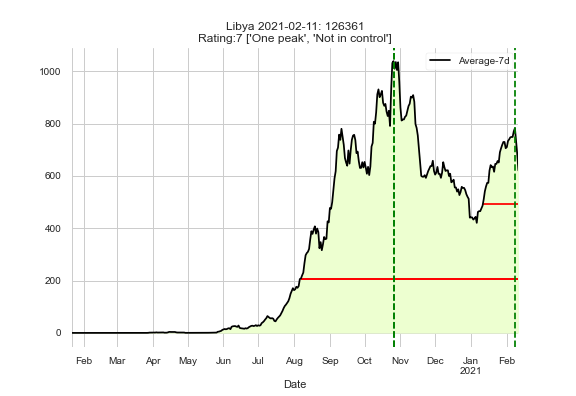 Libya 2021-02-11: 126361
Rating:7 ['One peak', 'Not in control']
Average-7d
1000
800
600
400
200
0
Feb Mar Apr May Jun Jul Aug Sep Oct Nov Dec Jan Feb
2021
Date